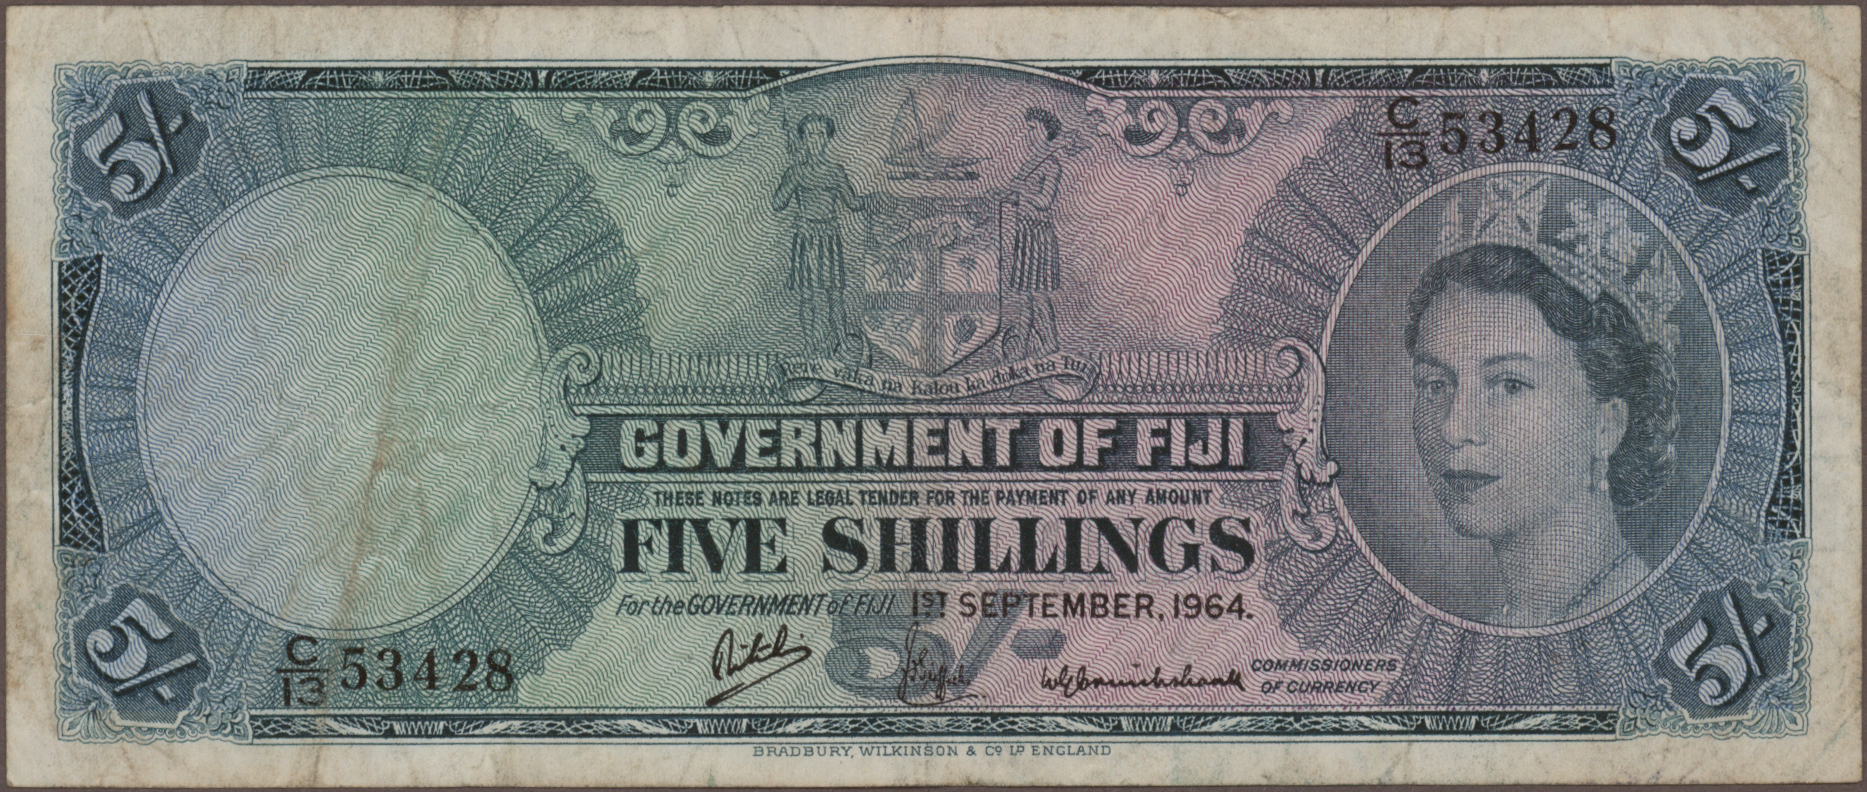 5/-
5/-
C/13 53428
Rere vaka na Kalou ka doka na Tui
GOVERNMENT OF FIJI
THESE NOTES ARE LEGAL TENDER FOR THE PAYMENT OF ANY AMOUNT
FIVE SHILLINGS
For the GOVERNMENT of FIJI 1ST SEPTEMBER, 1964.
5/-
C/13 53428
COMMISSIONERS
OF CURRENCY
5/-
5/-
BRADBURY, WILKINSON & Cº Lᴰ ENGLAND